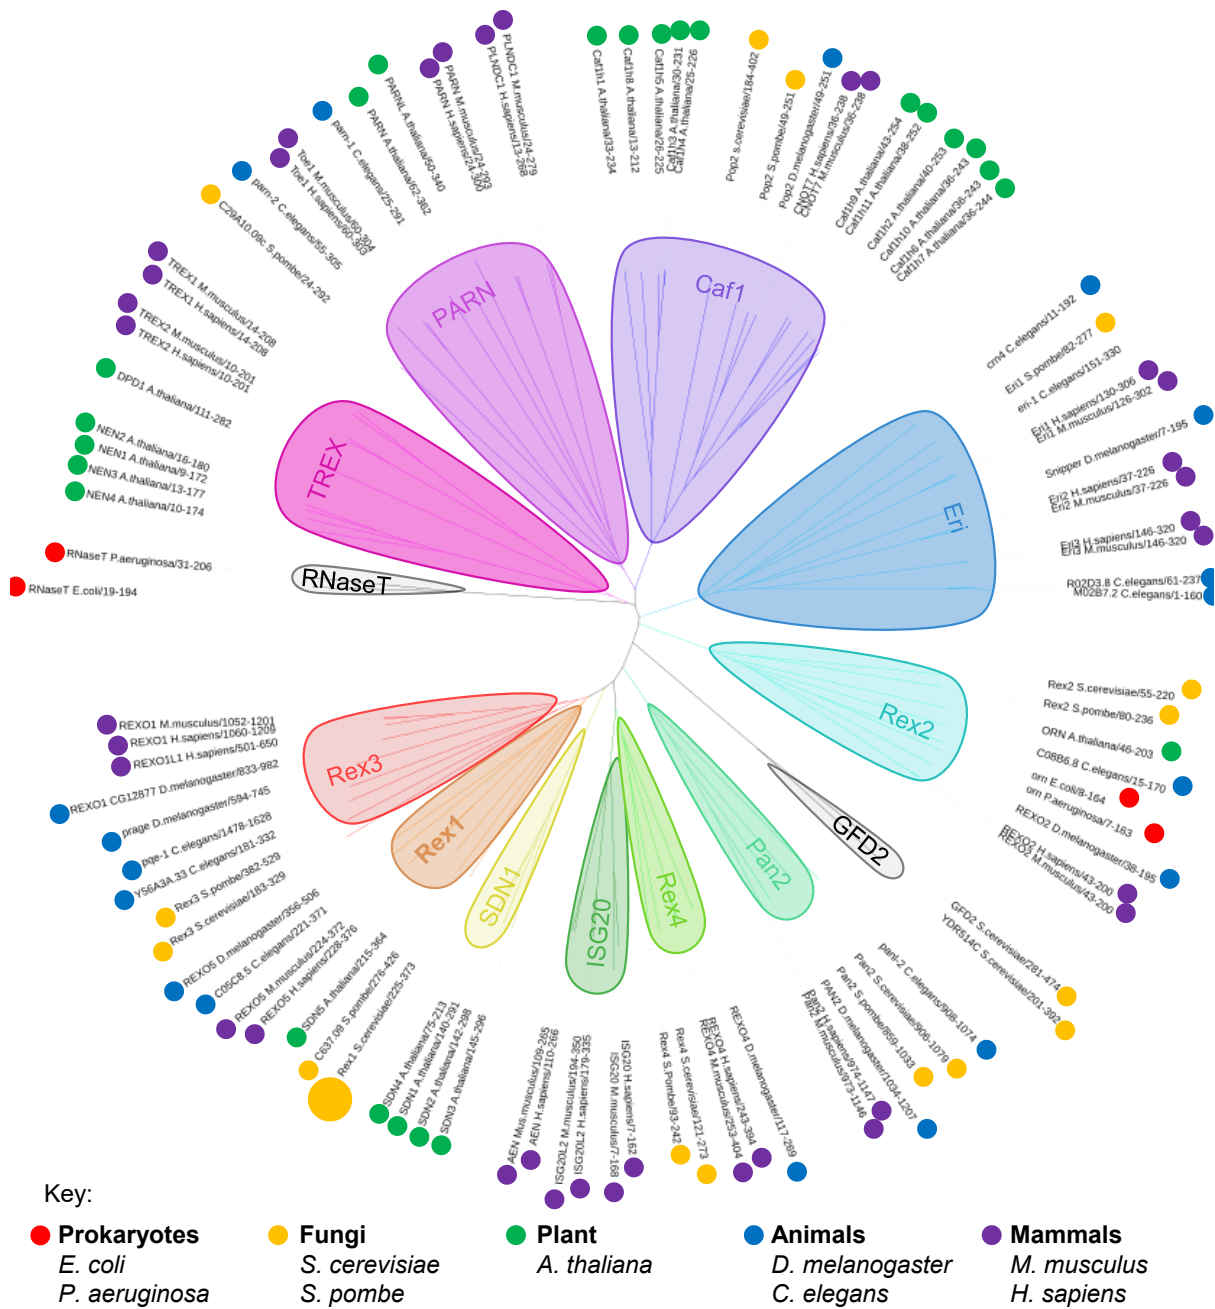 PLNDC1 M.musculus/24-279
PLNDC1 H.sapiens/13-268
PARN M.musculus/24-293
PARN H.sapiens/24-300
PARNL A.thaliana/50-340
PARN A.thaliana/62-362
parn-1 C.elegans/25-291
Toe1 M.musculus/60-304
Toe1 H.sapiens/60-303
parn-2 C.elegans/55-305
C29A10.09c S.pombe/24-292
TREX1 M.musculus/14-208
TREX1 H.sapiens/14-208
TREX2 M.musculus/10-201
TREX2 H.sapiens/10-201
DPD1 A.thaliana/111-282
NEN2 A.thaliana/16-180
NEN1 A.thaliana/9-172
NEN3 A.thaliana/13-177
NEN4 A.thaliana/10-174
RNaseT P.aeruginosa/31-206
RNaseT E.coli/19-194
Caf1h1 A.thaliana/33-234
Caf1h8 A.thaliana/13-212
Caf1h5 A.thaliana/26-225
Caf1h3 A.thaliana/30-231
Caf1h4 A.thaliana/25-226
Pop2 s.cerevisiae/184-402
Pop2 S.pombe/49-251
Pop2 D.melanogaster/49-251
CNOT7 H.sapiens/36-238
CNOT7 M.musculus/36-238
Caf1h9 A.thaliana/43-254
Caf1h11 A.thaliana/38-252
Caf1h2 A.thaliana/40-253
Caf1h10 A.thaliana/36-243
Caf1h6 A.thaliana/36-243
Caf1h7 A.thaliana/36-244
crn4 C.elegans/11-192
Eri1 S.pombe/82-277
eri-1 C.elegans/151-330
Eri1 H.sapiens/130-306
Eri1 M.musculus/126-302
Snipper D.melanogaster/7-195
Eri2 H.sapiens/37-226
Eri2 M.musculus/37-226
Eri3 H.sapiens/146-320
Eri3 M.musculus/146-320
R02D3.8 C.elegans/61-237
M02B7.2 C.elegans/1-160
PARN
Caf1
TREX
Eri
RNaseT
Rex2
Rex3
Rex1
SDN1
ISG20
Rex4
Pan2
GFD2
Rex2 S.cerevisiae/55-220
Rex2 S.pombe/80-236
ORN A.thaliana/46-203
C08B6.8 C.elegans/15-170
orn E.coli/8-164
orn P.aeruginosa/7-163
REXO2 D.melanogaster/38-195
REXO2 H.sapiens/43-200
REXO2 M.musculus/43-200
GFD2 S.cerevisiae/281-474
YDR514C S.cerevisiae/201-392
panl-2 C.elegans/908-1074
Pan2 S.cerevisiae/906-1079
Pan2 S.pombe/859-1033
PAN2 D.melanogaster/1034-1207
Pan2 H.sapiens/974-1147
Pan2 M.musculus/973-1146
REXO4 D.melanogaster/117-269
REXO4 H.sapiens/243-394
REXO4 M.musculus/253-404
Rex4 S.cerevisiae/121-273
Rex4 S.Pombe/93-242
ISG20 H.sapiens/7-162
ISG20 M.musculus/7-168
ISG20L2 H.sapiens/179-335
ISG20L2 M.musculus/194-350
AEN H.sapiens/110-266
AEN Mus.musculus/109-265
SDN3 A.thaliana/145-296
SDN2 A.thaliana/142-298
SDN1 A.thaliana/140-291
SDN4 A.thaliana/75-213
Rex1 S.cerevisiae/225-373
C637.09 S.pombe/276-426
SDN5 A.thaliana/215-364
REXO5 H.sapiens/228-376
REXO5 M.musculus/224-372
C05C8.5 C.elegans/221-371
REXO5 D.melanogaster/356-506
Rex3 S.cerevisiae/183-329
Rex3 S.pombe/382-529
Y56A3A.33 C.elegans/181-332
pqe-1 C.elegans/1478-1628
prage D.melanogaster/594-745
REXO1 CG12877 D.melanogaster/833-982
REXO1L1 H.sapiens/501-650
REXO1 H.sapiens/1060-1209
REXO1 M.musculus/1052-1201
Key:
Prokaryotes
E. coli
P. aeruginosa
Fungi
S. cerevisiae
S. pombe
Plant
A. thaliana
Animals
D. melanogaster
C. elegans
Mammals
M. musculus
H. sapiens